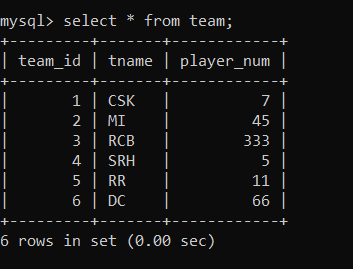 mysql> select * from team;
+---------+-------+------------+
| team_id | tname | player_num |
+---------+-------+------------+
|       1 | CSK   |          7 |
|       2 | MI    |         45 |
|       3 | RCB   |        333 |
|       4 | SRH   |          5 |
|       5 | RR    |         11 |
|       6 | DC    |         66 |
+---------+-------+------------+
6 rows in set (0.00 sec)